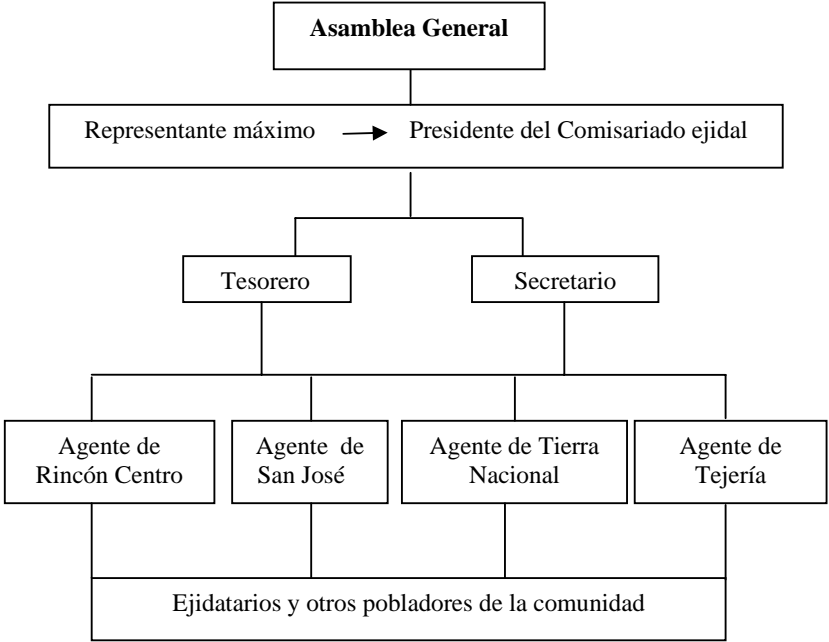 Asamblea General
Representante máximo → Presidente del Comisariado ejidal
Tesorero
Secretario
Agente de
Rincón Centro
Agente de
San José
Agente de Tierra
Nacional
Agente de
Tejería
Ejidatarios y otros pobladores de la comunidad